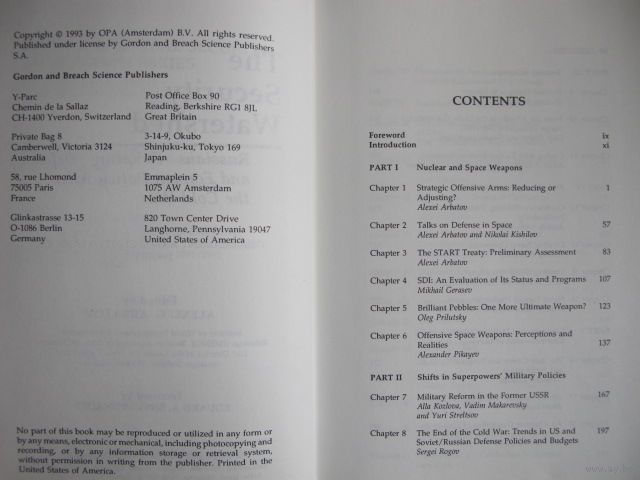 Copyright © 1993 by OPA (Amsterdam) B.V. All rights reserved.
Published under license by Gordon and Breach Science Publishers
S.A.
Gordon and Breach Science Publishers
Y-Parc
Chemin de la Sallaz
CH-1400 Yverdon, Switzerland
Post Office Box 90
Reading, Berkshire RG1 8JL
Great Britain
Private Bag 8
Camberwell, Victoria 3124
Australia
3-14-9, Okubo
Shinjuku-ku, Tokyo 169
Japan
58, rue Lhomond
75005 Paris
France
Emmaplein 5
1075 AW Amsterdam
Netherlands
Glinkastrasse 13-15
O-1086 Berlin
Germany
820 Town Center Drive
Langhorne, Pennsylvania 19047
United States of America
No part of this book may be reproduced or utilized in any form or
by any means, electronic or mechanical, including photocopying and
recording, or by any information storage or retrieval system,
without permission in writing from the publisher. Printed in the
United States of America.
CONTENTS
Foreword ix
Introduction xi
PART I Nuclear and Space Weapons
Chapter 1 Strategic Offensive Arms: Reducing or 1
Adjusting?
Alexei Arbatov
Chapter 2 Talks on Defense in Space 57
Alexei Arbatov and Nikolai Kishilov
Chapter 3 The START Treaty: Preliminary Assessment 83
Alexei Arbatov
Chapter 4 SDI: An Evaluation of Its Status and Programs 107
Mikhail Gerasev
Chapter 5 Brilliant Pebbles: One More Ultimate Weapon? 123
Oleg Prilutsky
Chapter 6 Offensive Space Weapons: Perceptions and
Realities 137
Alexander Pikayev
PART II Shifts in Superpowers' Military Policies
Chapter 7 Military Reform in the Former USSR 167
Alla Kozlova, Vadim Makarevsky
and Yuri Streltsov
Chapter 8 The End of the Cold War: Trends in US and 197
Soviet/Russian Defense Policies and Budgets
Sergei Rogov